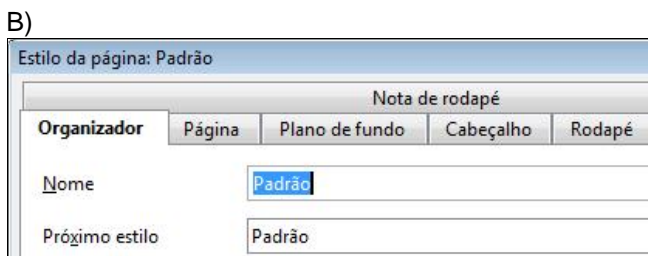 B)
Estilo da página: Padrão
Nota de rodapé
Organizador Página Plano de fundo Cabeçalho Rodapé
Nome Padrão
Próximo estilo Padrão